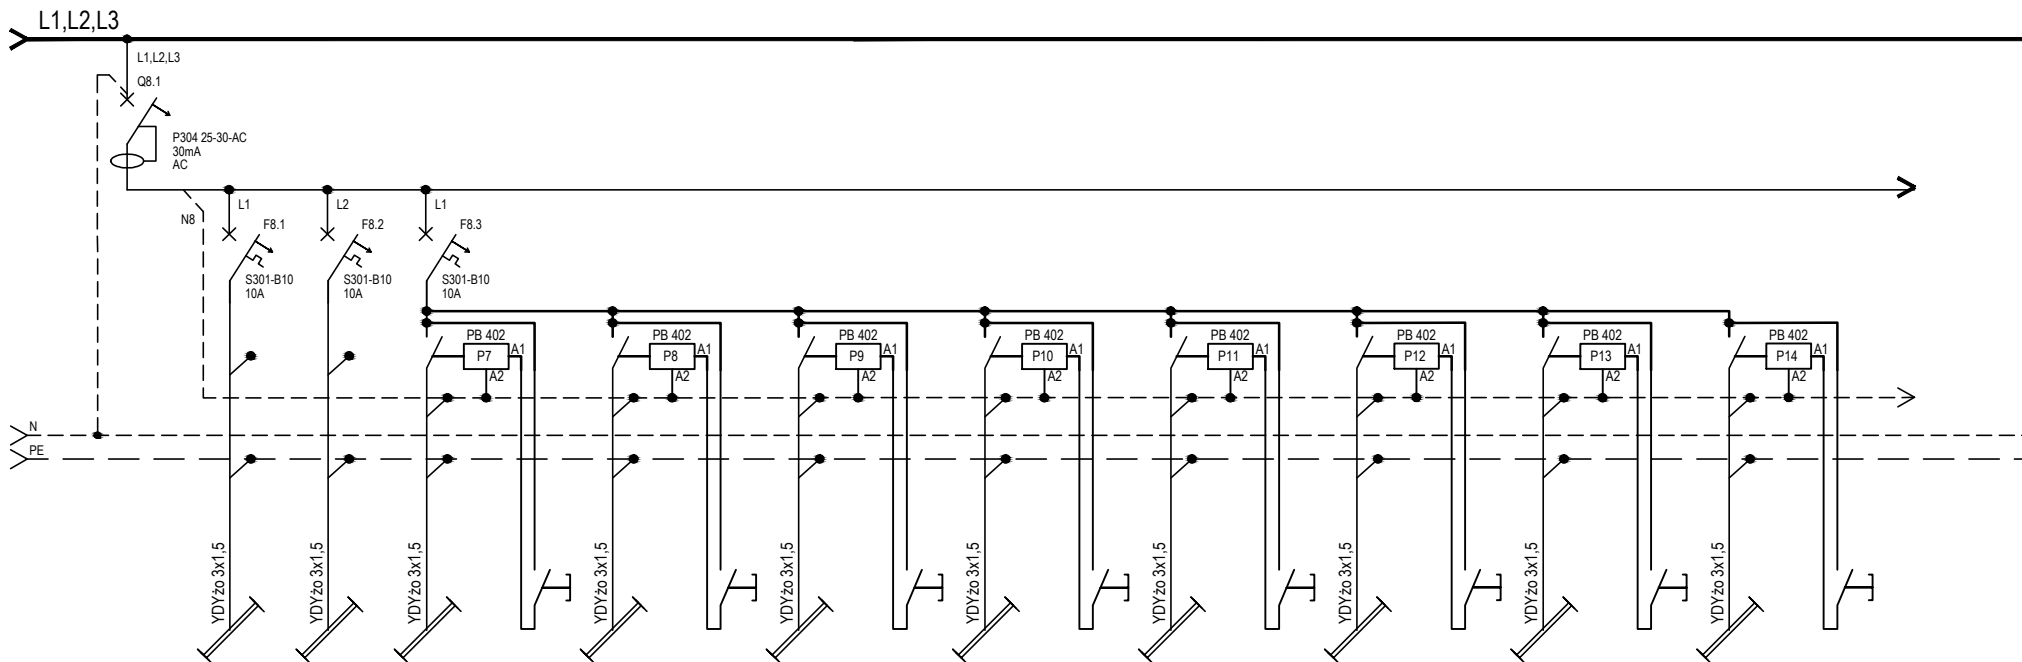 L1,L2,L3
L1,L2,L3
Q8.1
P304 25-30-AC
30mA
AC
N8
L1
L2
L1
F8.1
F8.2
F8.3
S301-B10
10A
S301-B10
10A
S301-B10
10A
PB 402
P7
A1
A2
PB 402
P8
A1
A2
PB 402
P9
A1
A2
PB 402
P10
A1
A2
PB 402
P11
A1
A2
PB 402
P12
A1
A2
PB 402
P13
A1
A2
PB 402
P14
A1
A2
N
PE
YDYżo 3x1,5
YDYżo 3x1,5
YDYżo 3x1,5
YDYżo 3x1,5
YDYżo 3x1,5
YDYżo 3x1,5
YDYżo 3x1,5
YDYżo 3x1,5
YDYżo 3x1,5
YDYżo 3x1,5